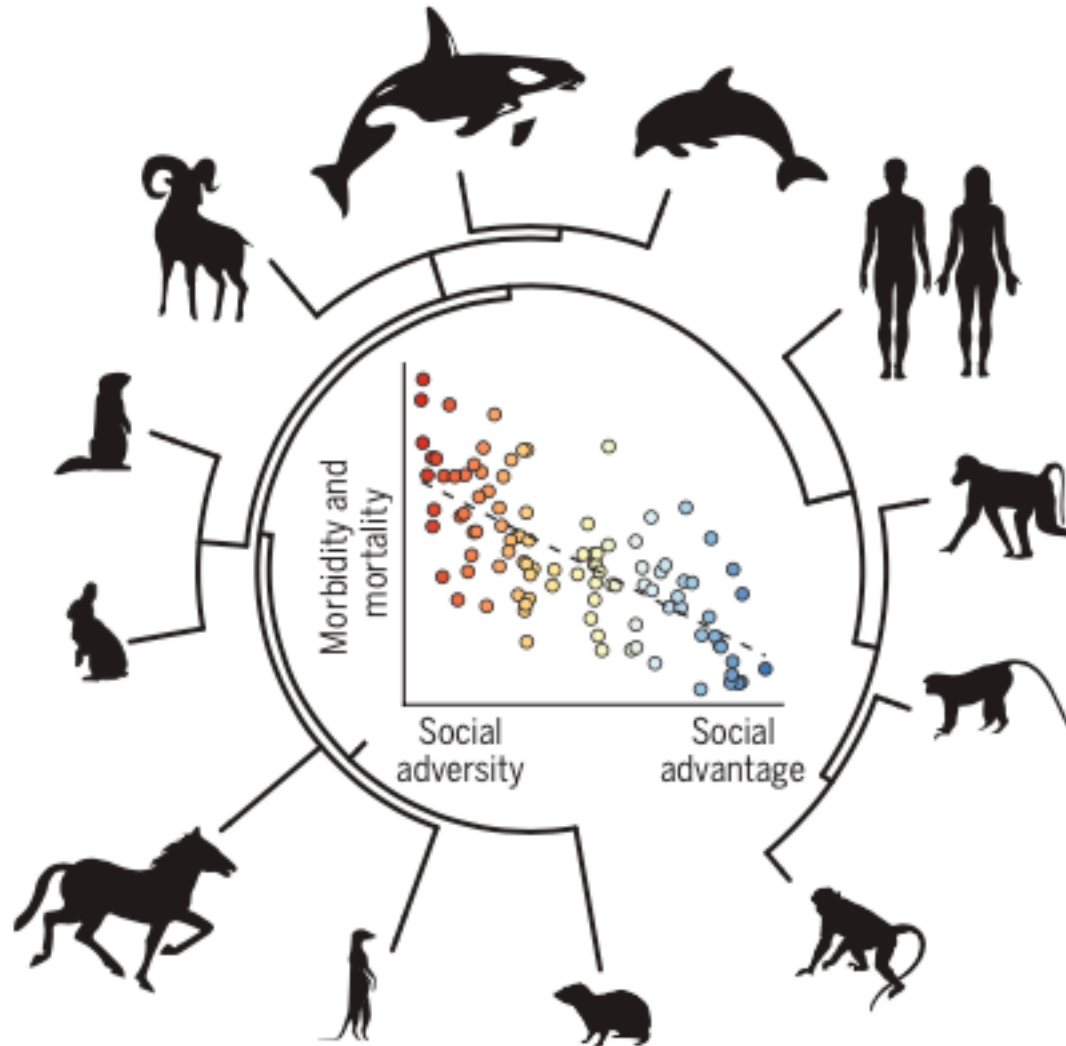 Morbidity and
mortality
Social
adversity
Social
advantage